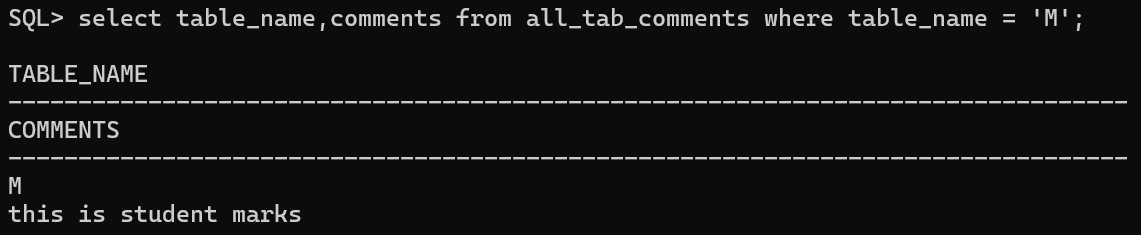 SQL> select table_name,comments from all_tab_comments where table_name = 'M';
TABLE_NAME
--------------------------------------------------------------------------------
COMMENTS
--------------------------------------------------------------------------------
M
this is student marks